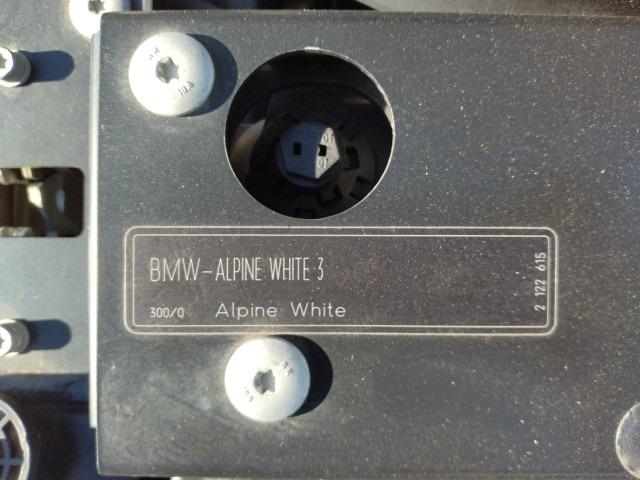 BMW-ALPINE WHITE 3
300/0 Alpine White
2 122 615